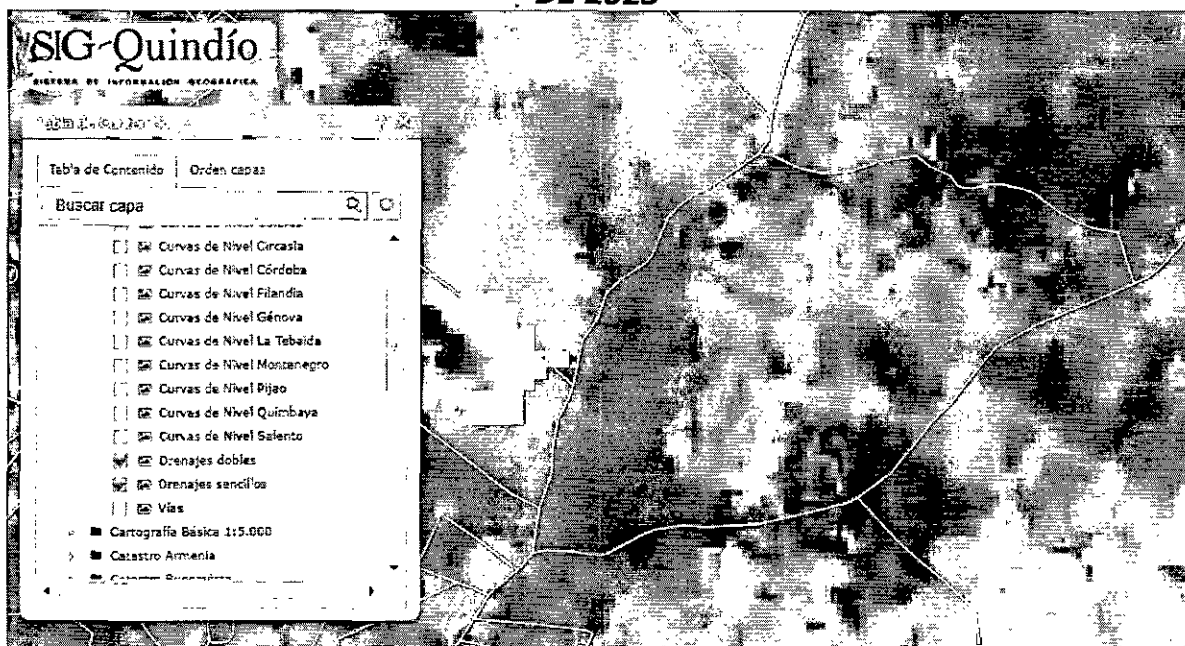 DE 2023
SIG-Quindío
SISTEMA DE INFORMACIÓN GEOGRÁFICA
Tabla de Contenido
Orden capas
Buscar capa
Curvas de Nivel Circasia
Curvas de Nivel Córdoba
Curvas de Nivel Filandia
Curvas de Nivel Génova
Curvas de Nivel La Tebaida
Curvas de Nivel Montenegro
Curvas de Nivel Pijao
Curvas de Nivel Quimbaya
Curvas de Nivel Salento
Drenajes dobles
Drenajes sencillos
Vías
Cartografía Básica 1:5.000
Catastro Armenia